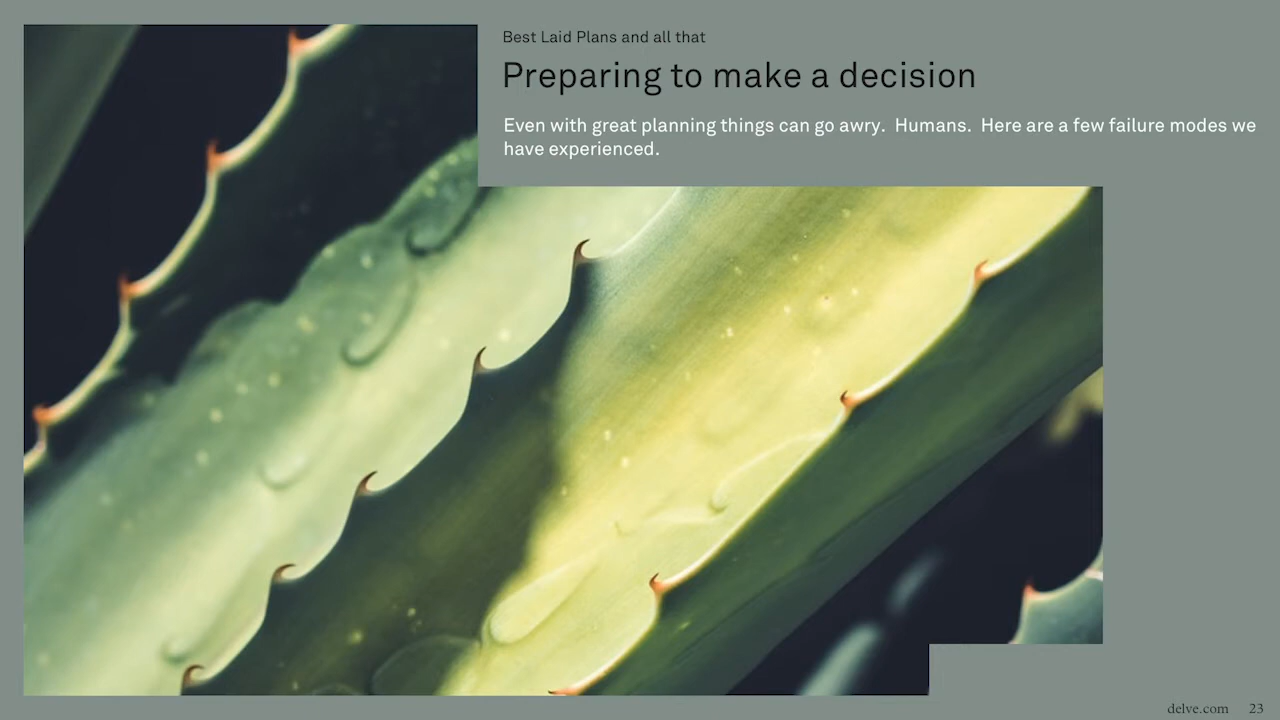 Best Laid Plans and all that
Preparing to make a decision
Even with great planning things can go awry.  Humans.  Here are a few failure modes we
have experienced.
delve.com 23